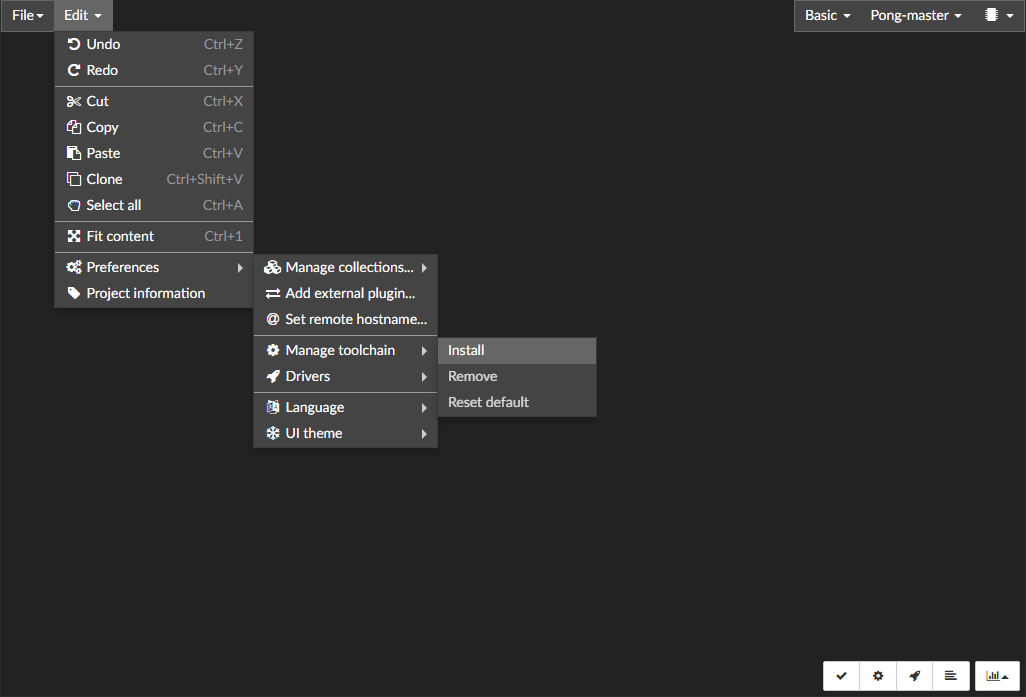 File Edit Basic Pong-master
Undo Ctrl+Z
Redo Ctrl+Y
Cut Ctrl+X
Copy Ctrl+C
Paste Ctrl+V
Clone Ctrl+Shift+V
Select all Ctrl+A
Fit content Ctrl+1
Preferences
Project information
Manage collections...
Add external plugin...
@ Set remote hostname...
Manage toolchain
Drivers
Language
UI theme
Install
Remove
Reset default